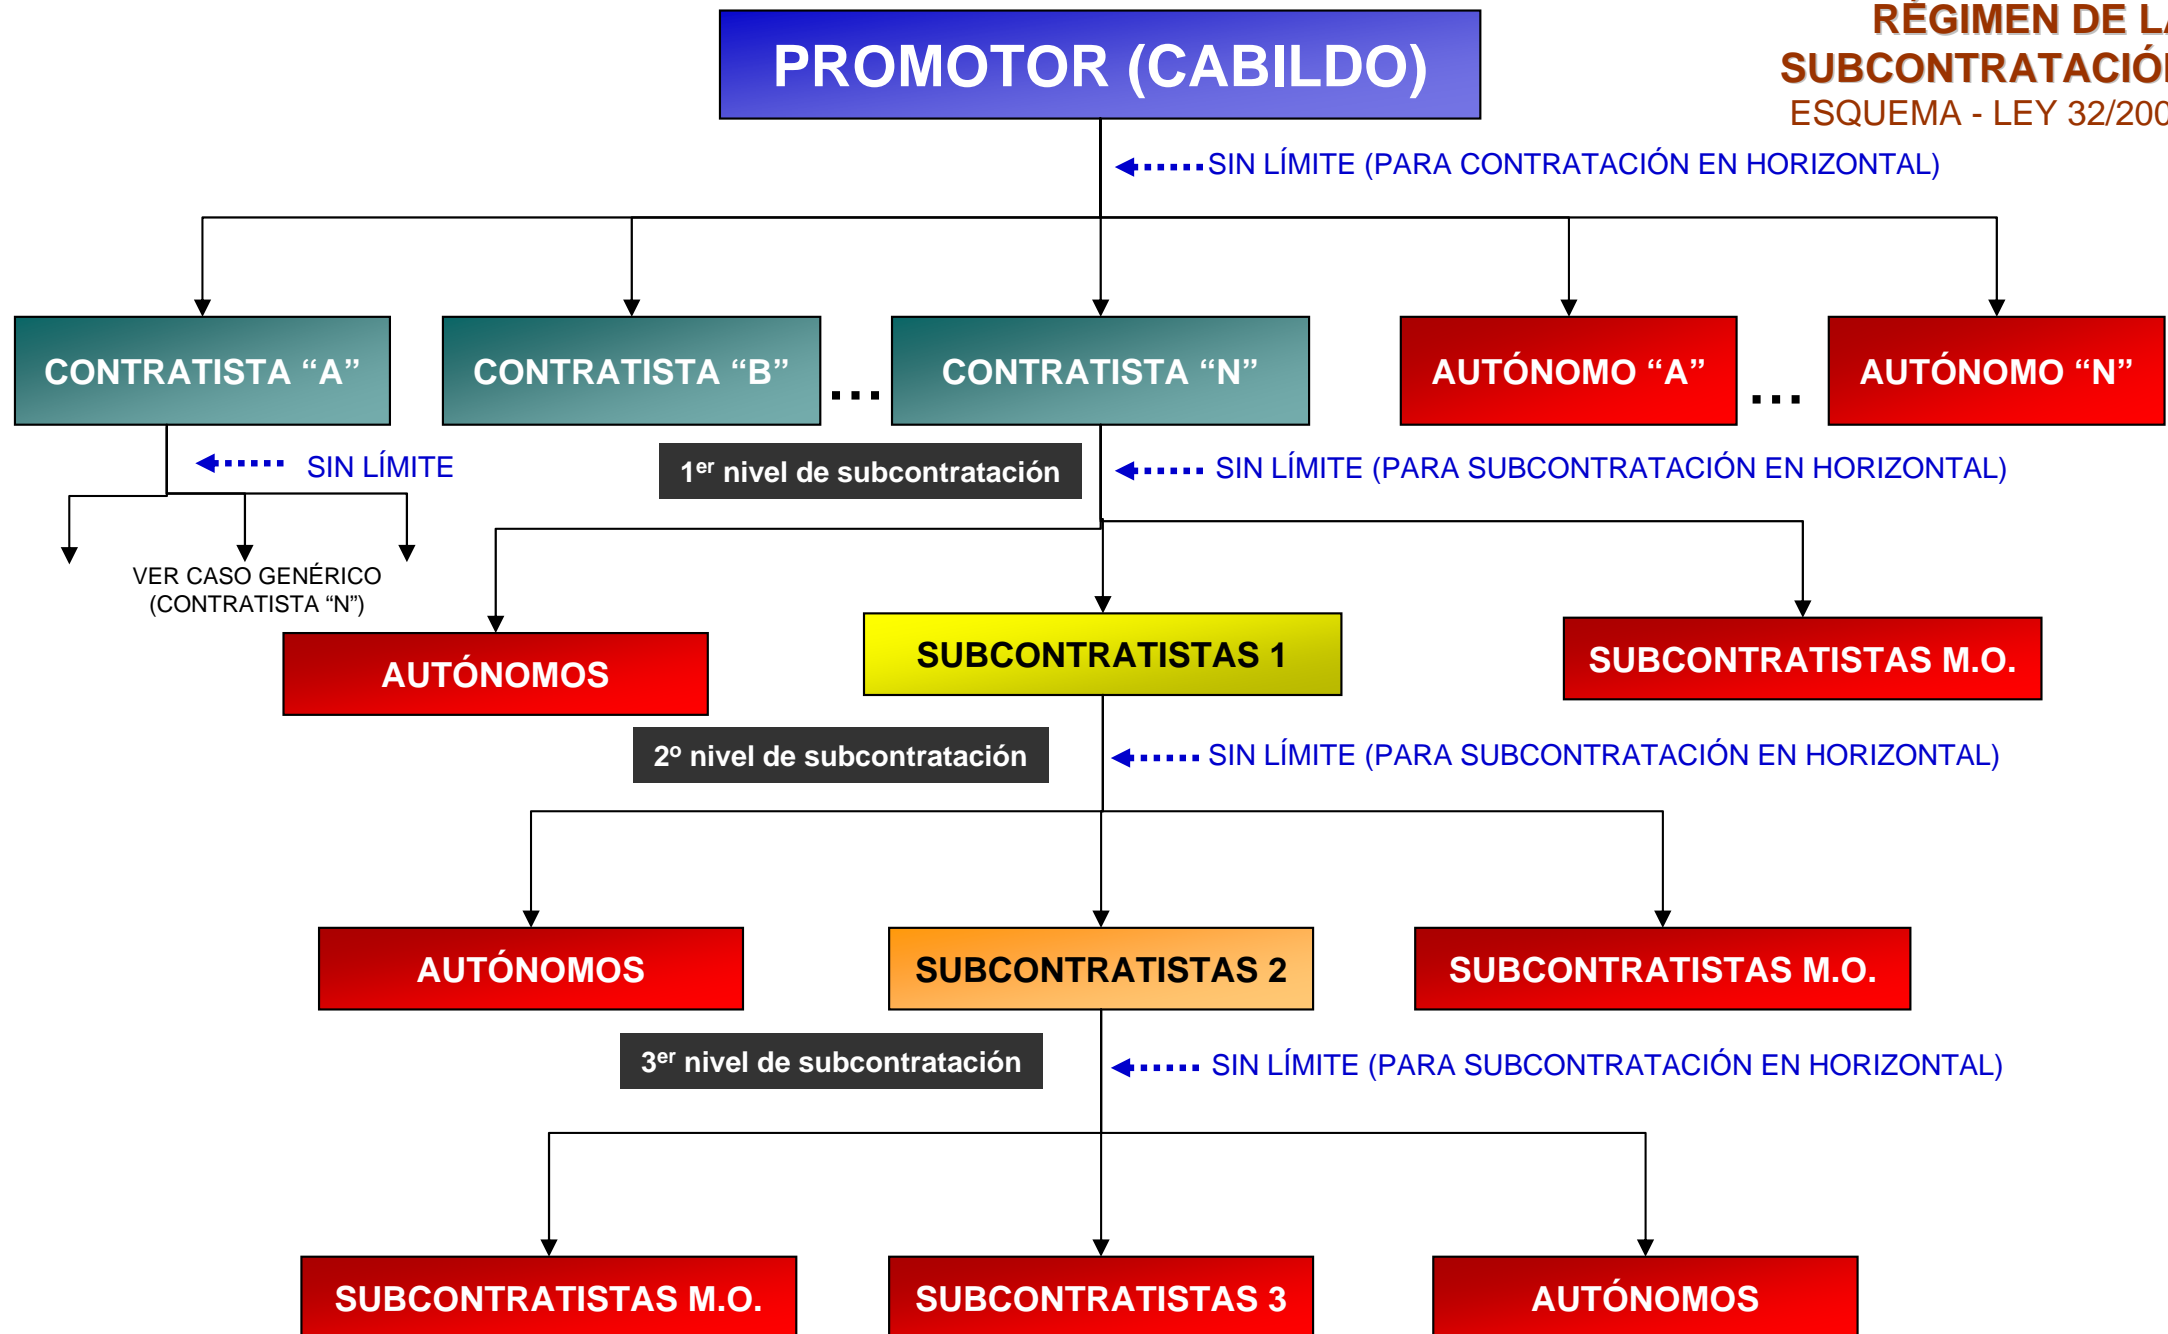 RÉGIMEN DE LA
SUBCONTRATACIÓN
ESQUEMA - LEY 32/200
PROMOTOR (CABILDO)
SIN LÍMITE (PARA CONTRATACIÓN EN HORIZONTAL)
CONTRATISTA “A”
CONTRATISTA “B”
...
CONTRATISTA “N”
AUTÓNOMO “A”
...
AUTÓNOMO “N”
SIN LÍMITE
1er nivel de subcontratación
SIN LÍMITE (PARA SUBCONTRATACIÓN EN HORIZONTAL)
VER CASO GENÉRICO
(CONTRATISTA “N”)
AUTÓNOMOS
SUBCONTRATISTAS 1
SUBCONTRATISTAS M.O.
2º nivel de subcontratación
SIN LÍMITE (PARA SUBCONTRATACIÓN EN HORIZONTAL)
AUTÓNOMOS
SUBCONTRATISTAS 2
SUBCONTRATISTAS M.O.
3er nivel de subcontratación
SIN LÍMITE (PARA SUBCONTRATACIÓN EN HORIZONTAL)
SUBCONTRATISTAS M.O.
SUBCONTRATISTAS 3
AUTÓNOMOS